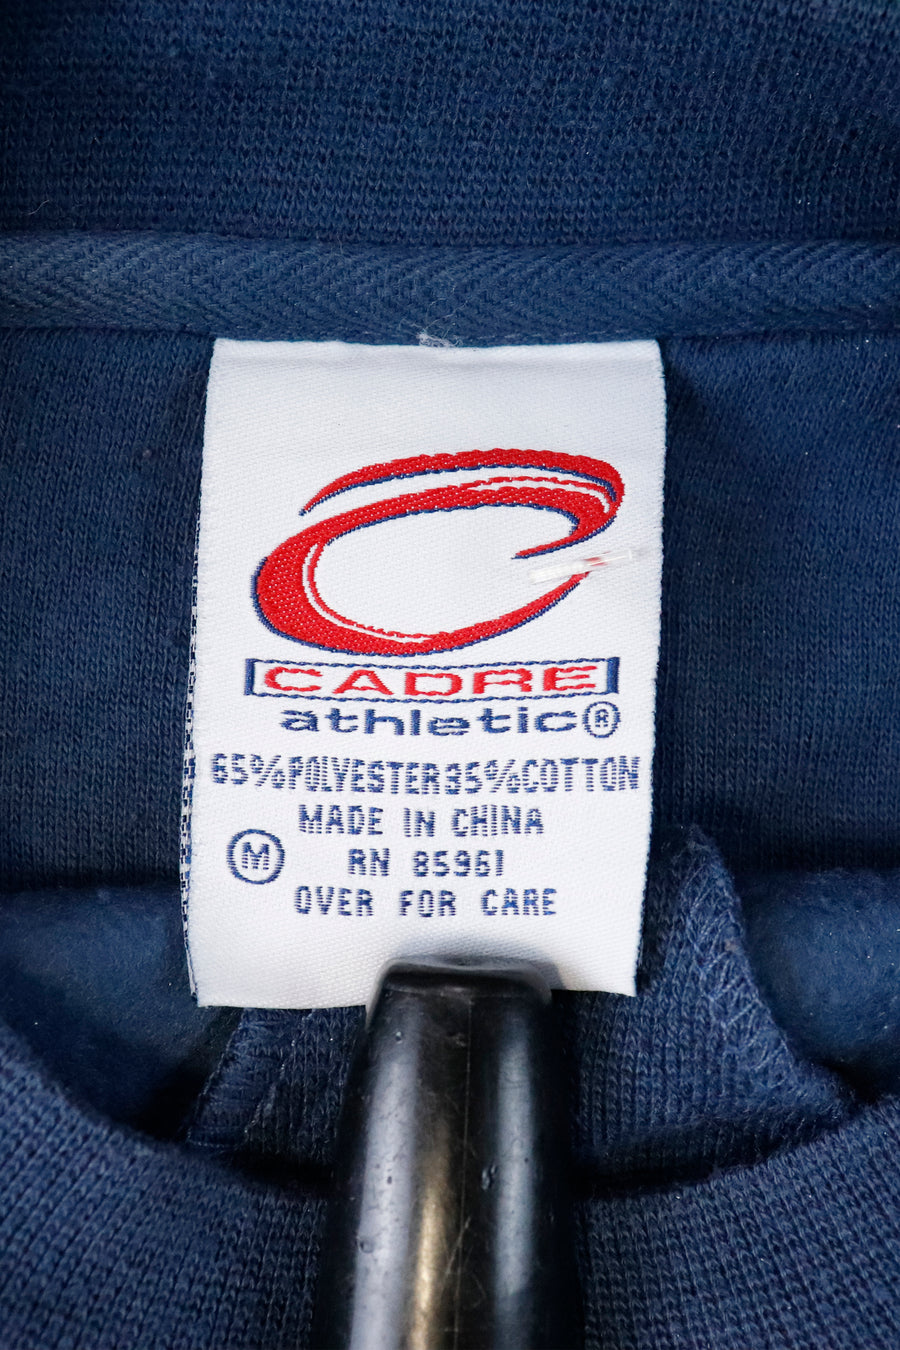 CADRE
athletic®
65%POLYESTER35%COTTON
MADE IN CHINA
M
RN 85961
OVER FOR CARE